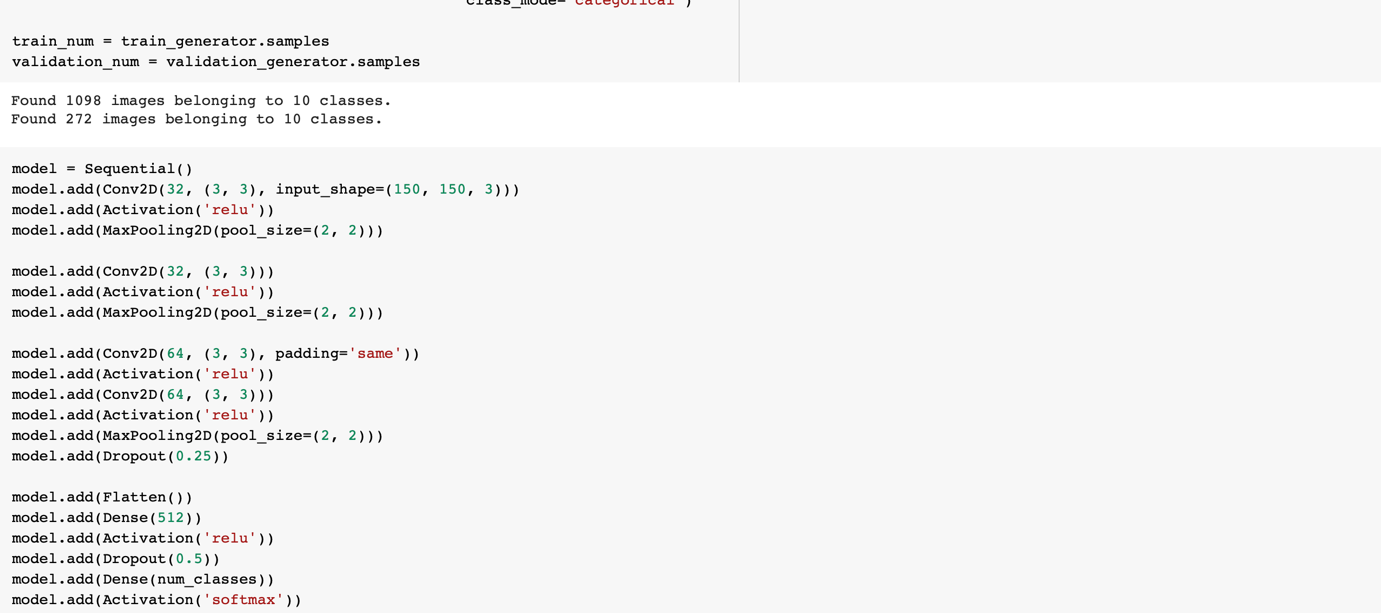 class_mode='categorical')
train_num = train_generator.samples
validation_num = validation_generator.samples
Found 1098 images belonging to 10 classes.
Found 272 images belonging to 10 classes.
model = Sequential()
model.add(Conv2D(32, (3, 3), input_shape=(150, 150, 3)))
model.add(Activation('relu'))
model.add(MaxPooling2D(pool_size=(2, 2)))
model.add(Conv2D(32, (3, 3)))
model.add(Activation('relu'))
model.add(MaxPooling2D(pool_size=(2, 2)))
model.add(Conv2D(64, (3, 3), padding='same'))
model.add(Activation('relu'))
model.add(Conv2D(64, (3, 3)))
model.add(Activation('relu'))
model.add(MaxPooling2D(pool_size=(2, 2)))
model.add(Dropout(0.25))
model.add(Flatten())
model.add(Dense(512))
model.add(Activation('relu'))
model.add(Dropout(0.5))
model.add(Dense(num_classes))
model.add(Activation('softmax'))